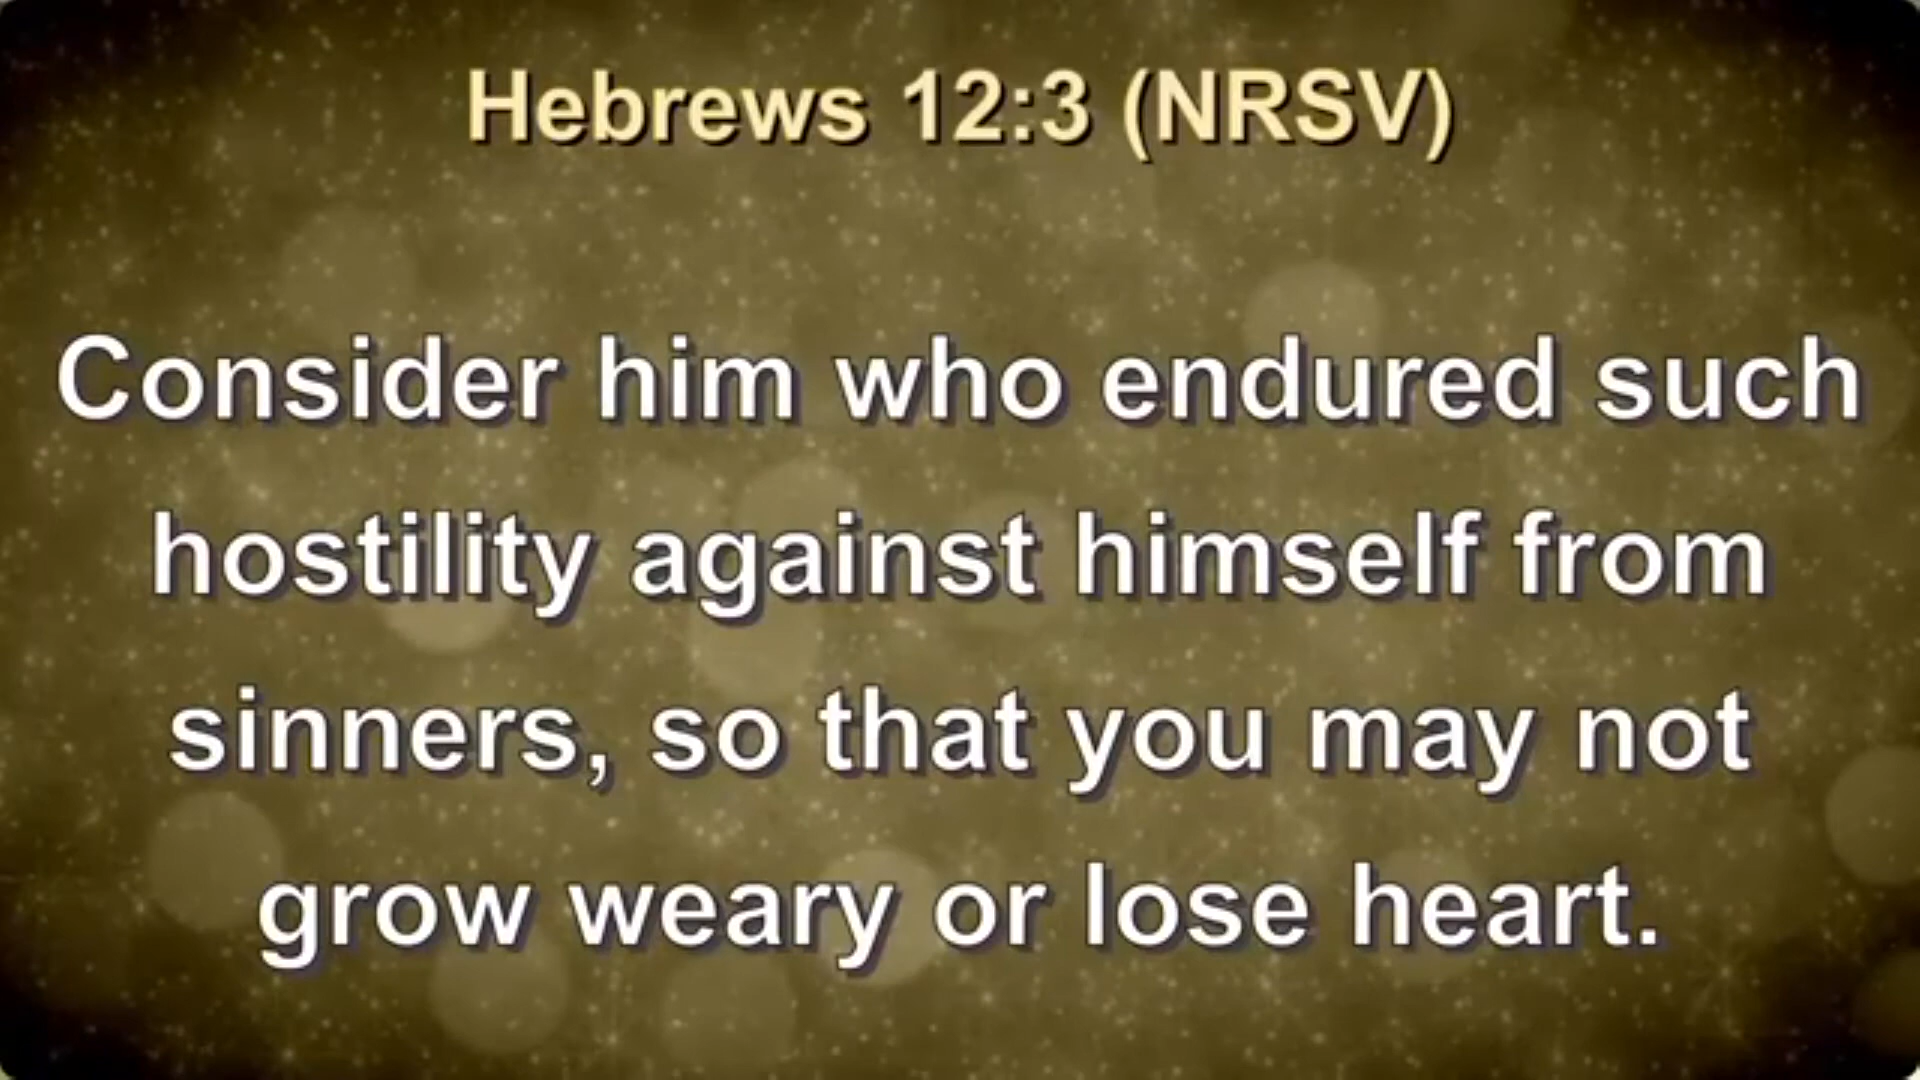 Hebrews 12:3 (NRSV)
Consider him who endured such
hostility against himself from
sinners, so that you may not
grow weary or lose heart.